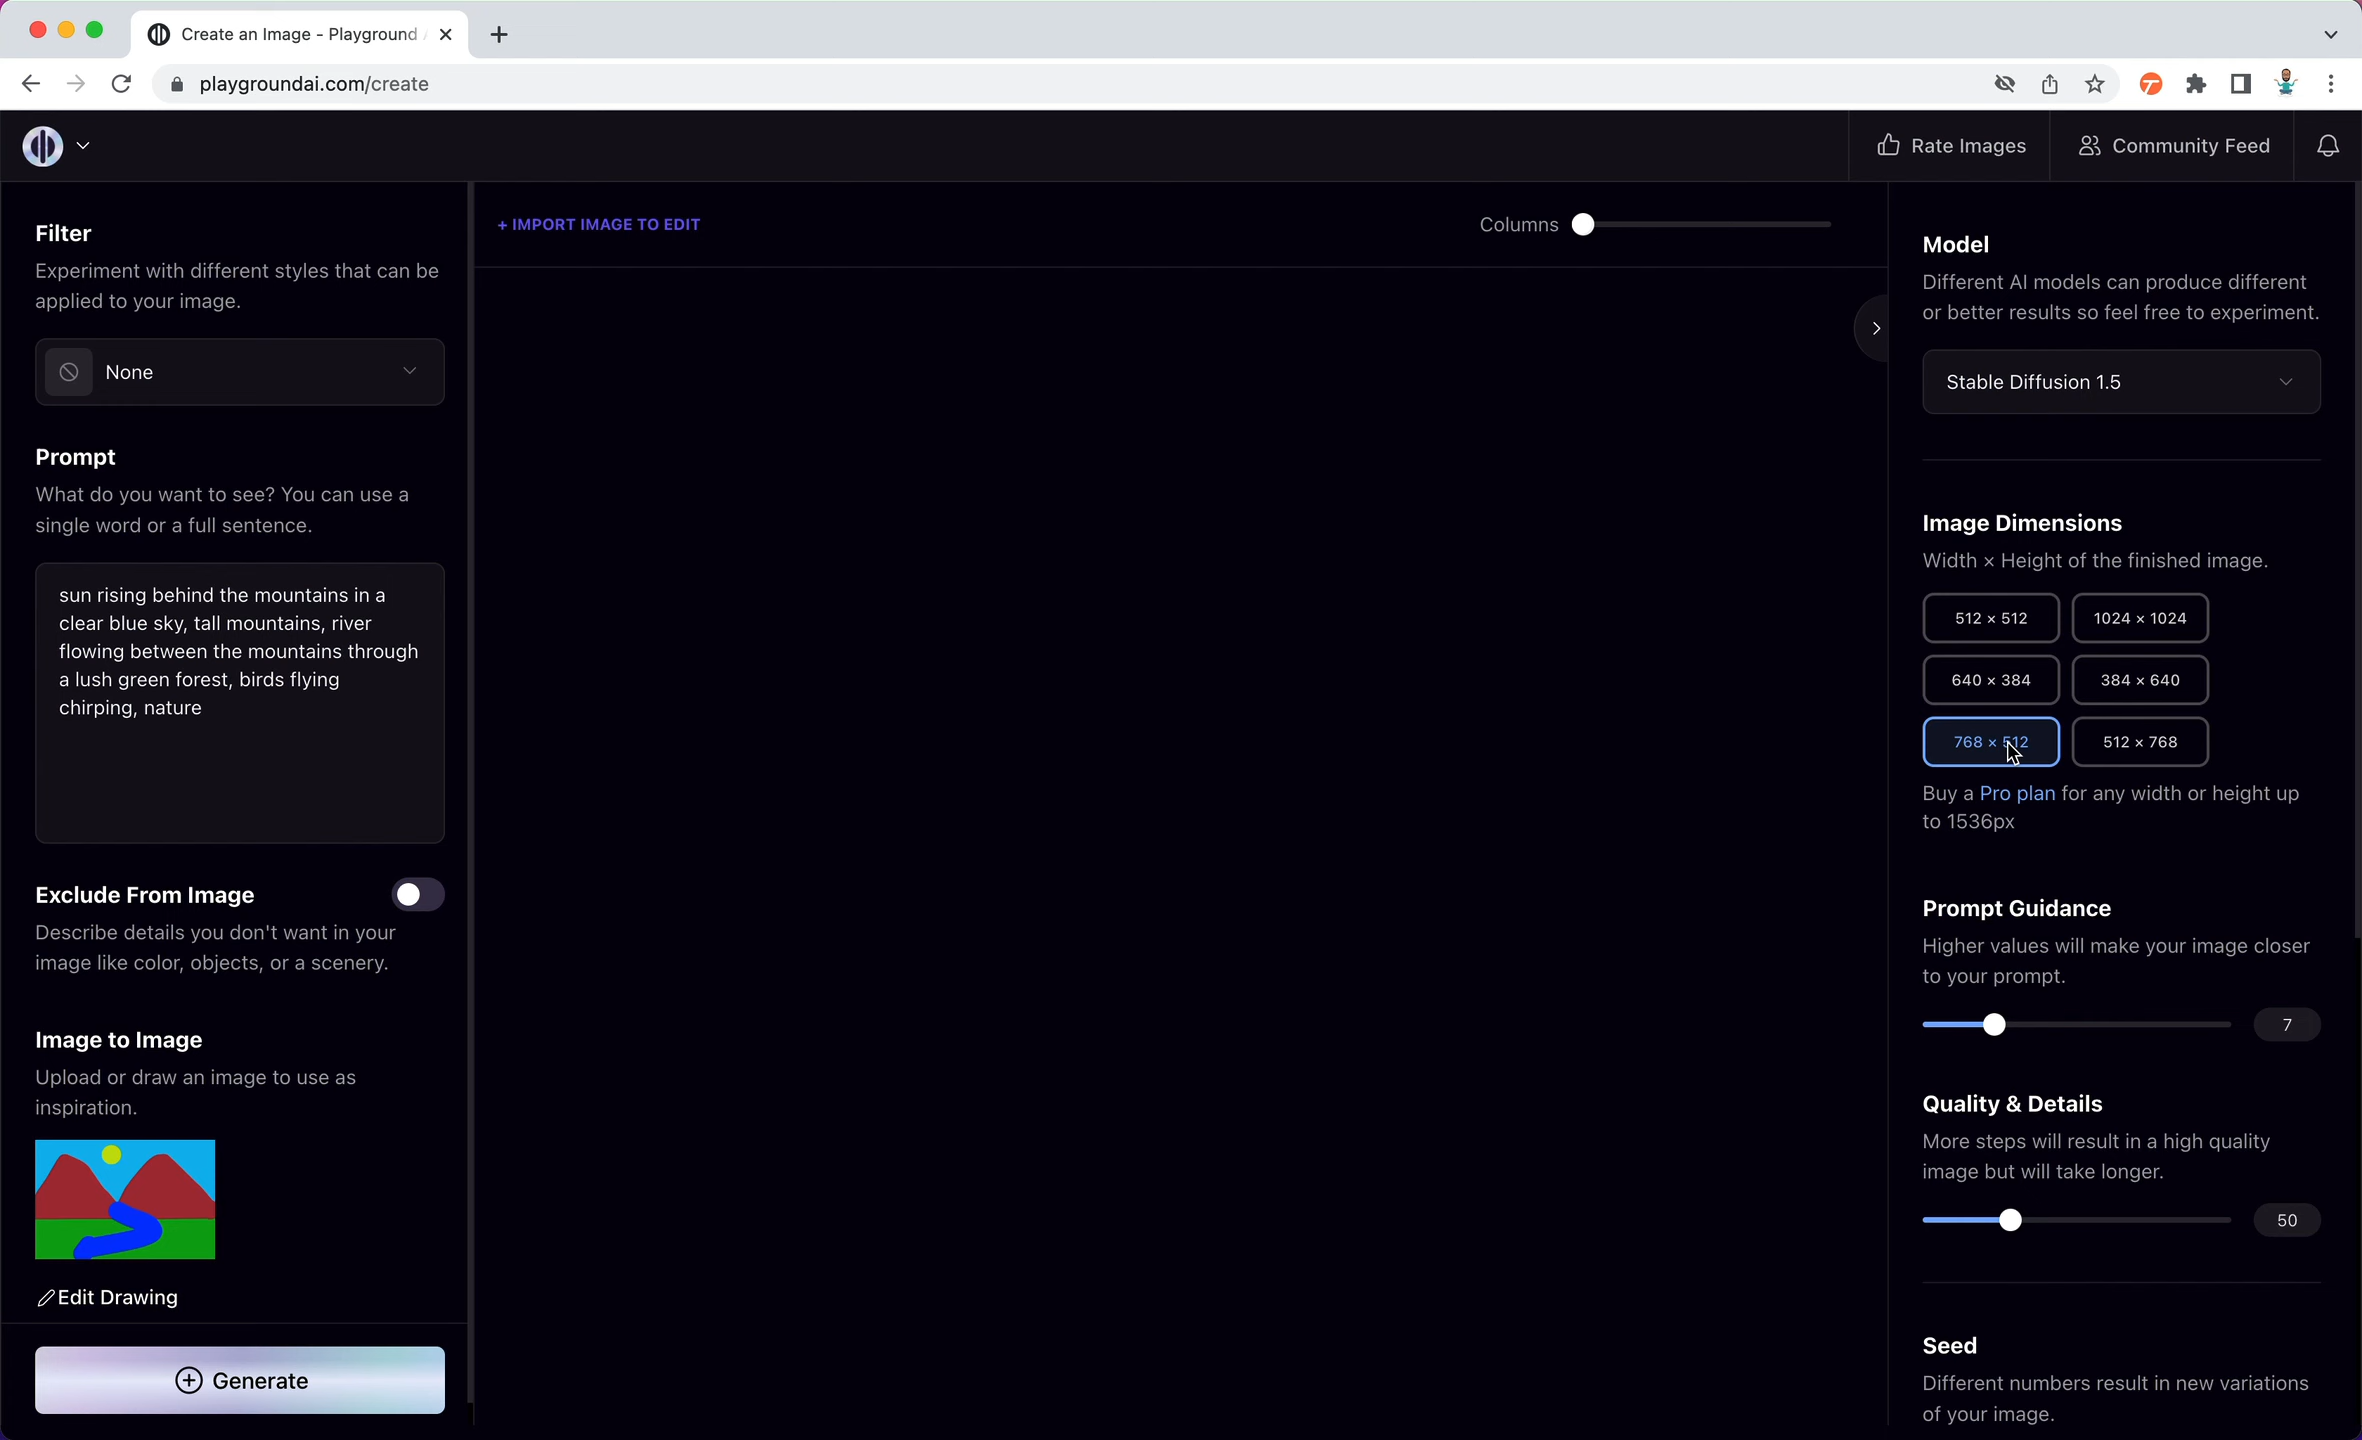 Create an Image - Playground
playgroundai.com/create
Rate Images
Community Feed
Filter
Experiment with different styles that can be
applied to your image.
None
Prompt
What do you want to see? You can use a
single word or a full sentence.
sun rising behind the mountains in a
clear blue sky, tall mountains, river
flowing between the mountains through
a lush green forest, birds flying
chirping, nature
Exclude From Image
Describe details you don't want in your
image like color, objects, or a scenery.
Image to Image
Upload or draw an image to use as
inspiration.
Edit Drawing
Generate
+ IMPORT IMAGE TO EDIT
Columns
Model
Different AI models can produce different
or better results so feel free to experiment.
Stable Diffusion 1.5
Image Dimensions
Width × Height of the finished image.
512 × 512
1024 × 1024
640 × 384
384 × 640
768 × 512
512 × 768
Buy a Pro plan for any width or height up
to 1536px
Prompt Guidance
Higher values will make your image closer
to your prompt.
7
Quality & Details
More steps will result in a high quality
image but will take longer.
50
Seed
Different numbers result in new variations
of your image.